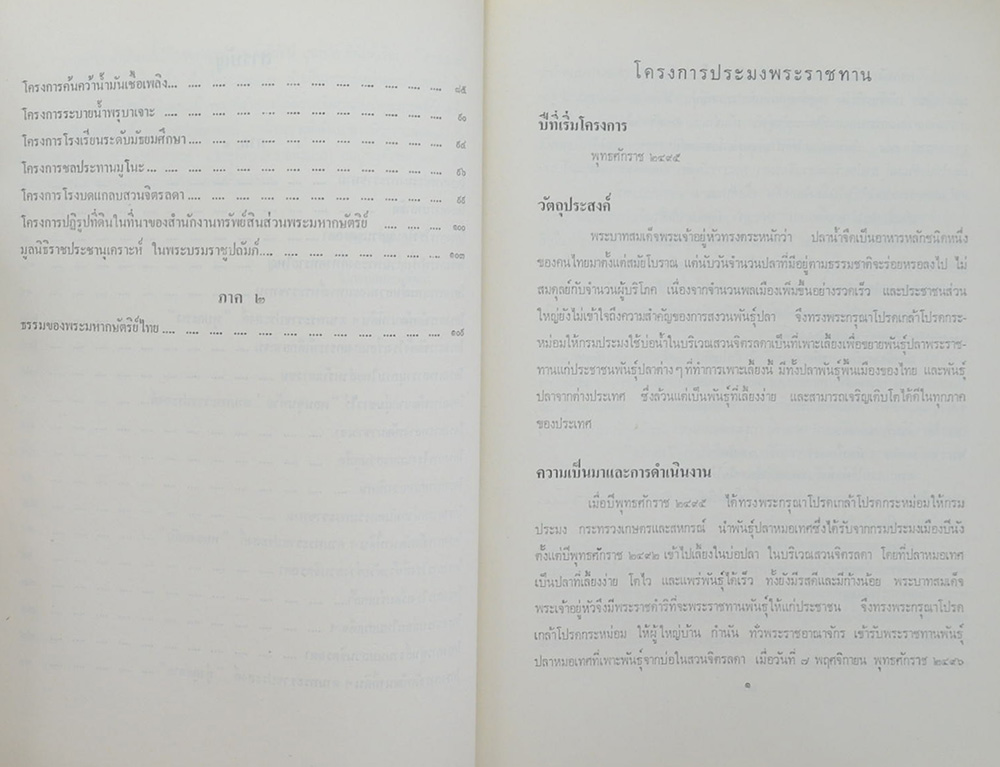 โครงการค้นคว้าน้ำมันเชื้อเพลิง... .... .... .... .... .... .... .... .... .... .... ๘๕
โครงการระบายน้ำพรุบาเจาะ .... .... .... .... .... .... .... .... .... .... .... ๙๐
โครงการโรงเรียนระดับมัธยมศึกษา .... .... .... .... .... .... .... .... .... .... ๙๔
โครงการชลประทานมูโนะ ... .... .... .... .... .... .... .... .... .... .... ๙๖
โครงการโรงบดแกลบสวนจิตรลดา .... .... .... .... .... .... .... .... .... .... ๙๙
โครงการปฏิรูปที่ดินในที่นาของสำนักงานทรัพย์สินส่วนพระมหากษัตริย์ .... .... .... ๑๐๐
มูลนิธิราชประชานุเคราะห์ ในพระบรมราชูปถัมภ์.... .... .... .... .... .... .... ๑๐๓
ภาค ๒
ธรรมของพระมหากษัตริย์ไทย .... .... .... .... .... .... .... .... .... .... .... ๑๐๙
โครงการประมงพระราชทาน
ปีที่เริ่มโครงการ
พุทธศักราช ๒๔๙๕
วัตถุประสงค์
พระบาทสมเด็จพระเจ้าอยู่หัวทรงตระหนักว่า ปลาน้ำจืดเป็นอาหารหลักชนิดหนึ่ง
ของคนไทยมาตั้งแต่สมัยโบราณ แต่นับวันจำนวนปลาที่มีอยู่ตามธรรมชาติจะร่อยหรอลงไป ไม่
สมดุลย์กับจำนวนผู้บริโภค เนื่องจากจำนวนพลเมืองเพิ่มขึ้นอย่างรวดเร็ว และประชาชนส่วน
ใหญ่ยังไม่เข้าใจถึงความสำคัญของการสงวนพันธุ์ปลา จึงทรงพระกรุณาโปรดเกล้าโปรดกระ-
หม่อมให้กรมประมงใช้บ่อน้ำในบริเวณสวนจิตรลดาเป็นที่เพาะเลี้ยงเพื่อขยายพันธุ์ปลาพระราช-
ทานแก่ประชาชนพันธุ์ปลาต่างๆที่ทำการเพาะเลี้ยงนี้ มีทั้งปลาพันธุ์พื้นเมืองของไทย และพันธุ์
ปลาจากต่างประเทศ ซึ่งล้วนแต่เป็นพันธุ์ที่เลี้ยงง่าย และสามารถเจริญเติบโตได้ดีในทุกภาค
ของประเทศ
ความเป็นมาและการดำเนินงาน
เมื่อปีพุทธศักราช ๒๔๙๕ ได้ทรงพระกรุณาโปรดเกล้าโปรดกระหม่อมให้กรม
ประมง กระทรวงเกษตรและสหกรณ์ นำพันธุ์ปลาหมอเทศซึ่งได้รับจากกรมประมงเมืองปีนัง
ตั้งแต่ปีพุทธศักราช ๒๔๙๒ เข้าไปเลี้ยงในบ่อปลา ในบริเวณสวนจิตรลดา โดยที่ปลาหมอเทศ
เป็นปลาที่เลี้ยงง่าย โตไว และแพร่พันธุ์ได้เร็ว ทั้งยังมีรสดีและมีก้างน้อย พระบาทสมเด็จ
พระเจ้าอยู่หัวจึงมีพระราชดำริที่จะพระราชทานพันธุ์ให้แก่ประชาชน จึงทรงพระกรุณาโปรด
เกล้าโปรดกระหม่อม ให้ผู้ใหญ่บ้าน กำนัน ทั่วพระราชอาณาจักร เข้ารับพระราชทานพันธุ์
ปลาหมอเทศที่เพาะพันธุ์จากบ่อในสวนจิตรลดา เมื่อวันที่ ๗ พฤศจิกายน พุทธศักราช ๒๔๙๖
๑